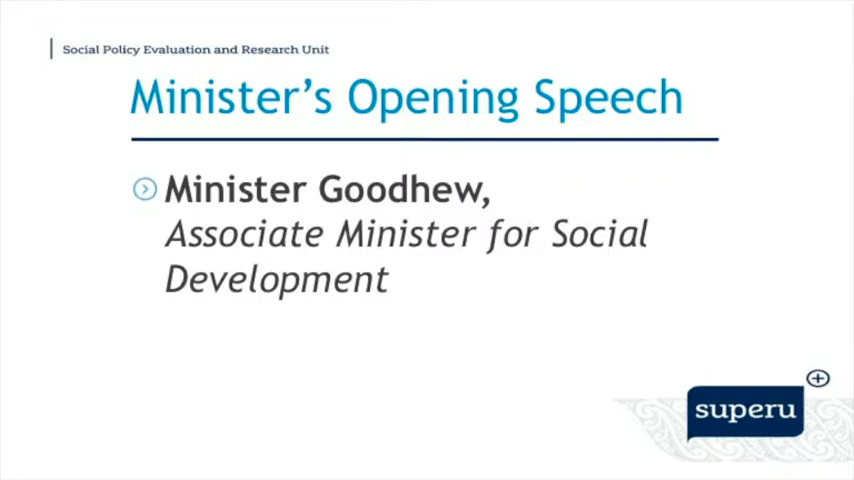 Social Policy Evaluation and Research Unit
Minister's Opening Speech
Minister Goodhew,
Associate Minister for Social
Development
superu